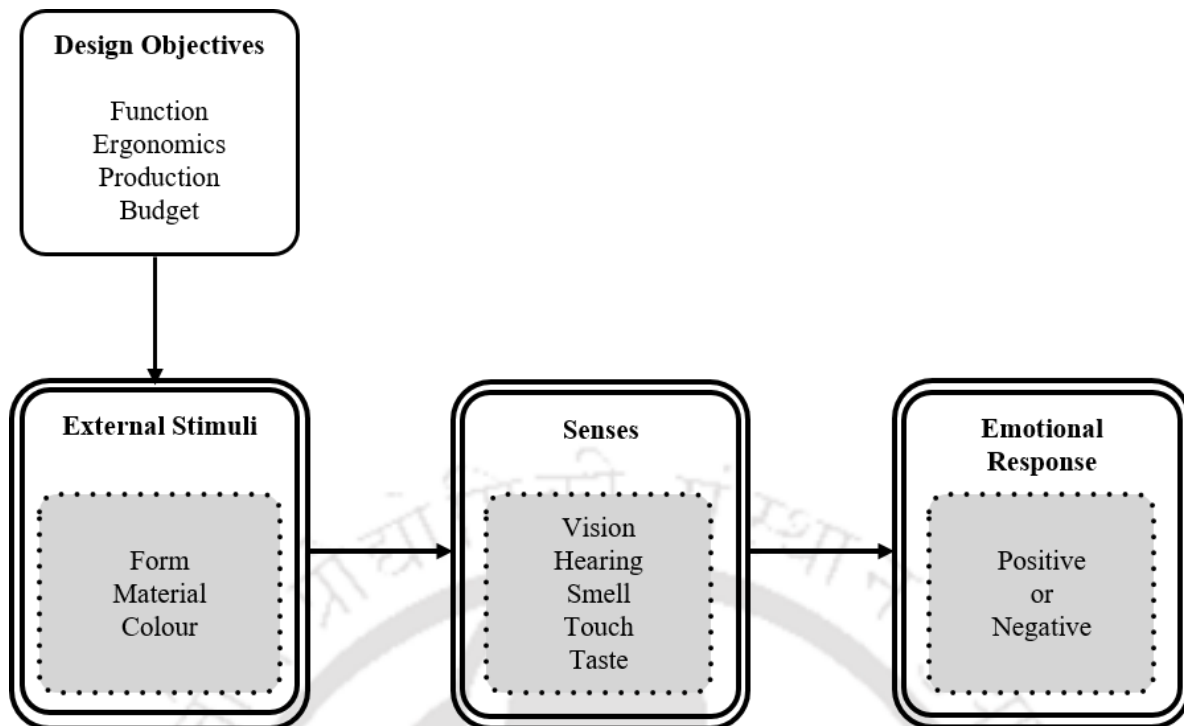 Design Objectives
Function
Ergonomics
Production
Budget
External Stimuli
Form
Material
Colour
Senses
Vision
Hearing
Smell
Touch
Taste
Emotional
Response
Positive
or
Negative